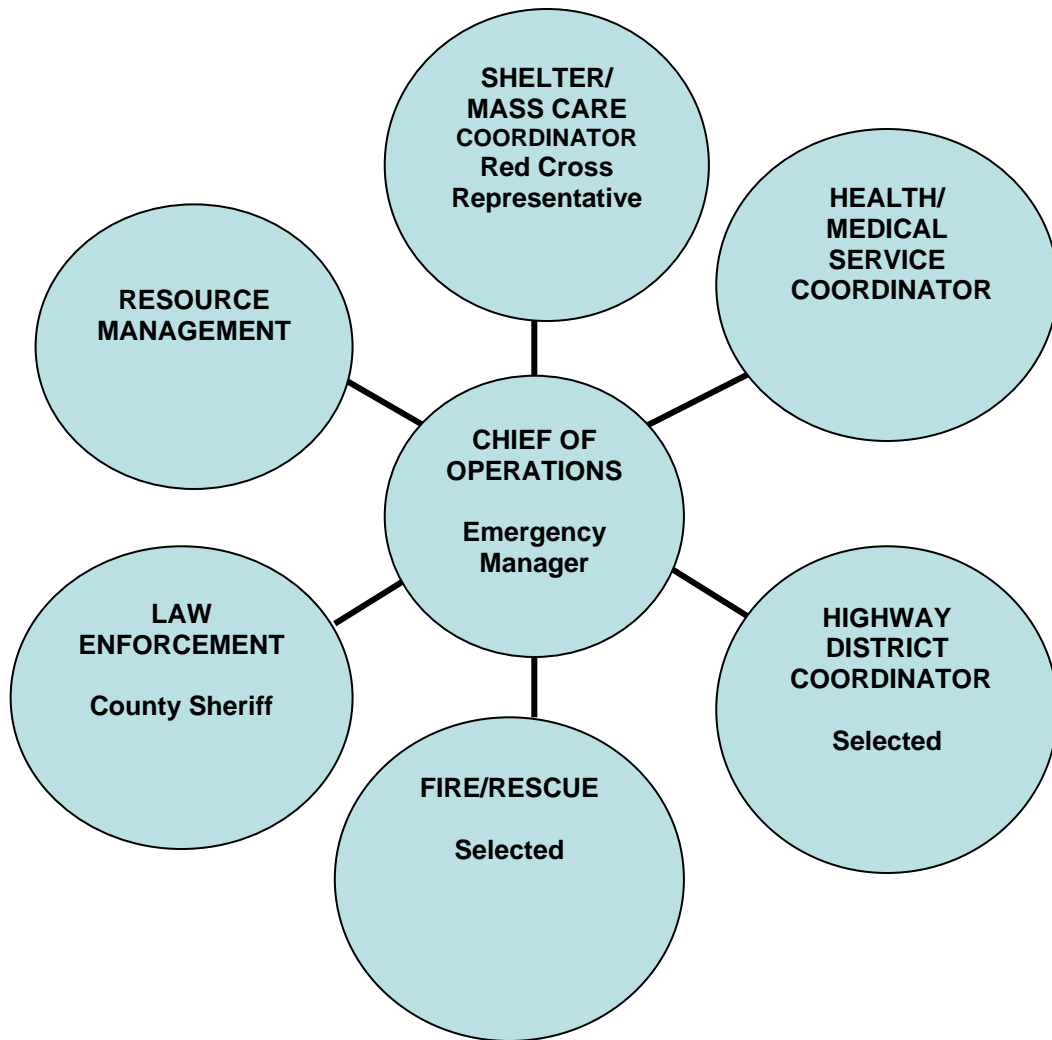 SHELTER/
MASS CARE
COORDINATOR
Red Cross
Representative
HEALTH/
MEDICAL
SERVICE
COORDINATOR
RESOURCE
MANAGEMENT
CHIEF OF
OPERATIONS
Emergency
Manager
LAW
ENFORCEMENT
County Sheriff
HIGHWAY
DISTRICT
COORDINATOR
Selected
FIRE/RESCUE
Selected